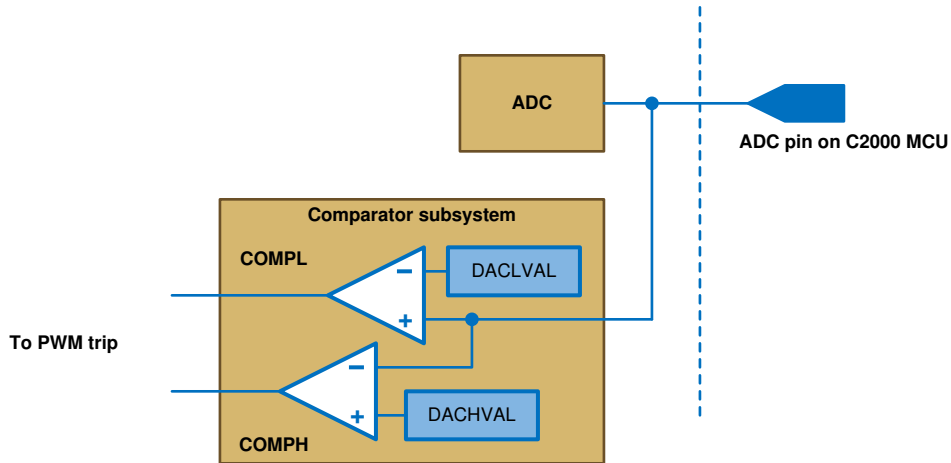 ADC
ADC pin on C2000 MCU
Comparator subsystem
COMPL
DACLVAL
−
+
To PWM trip
−
+
DACHVAL
COMPH